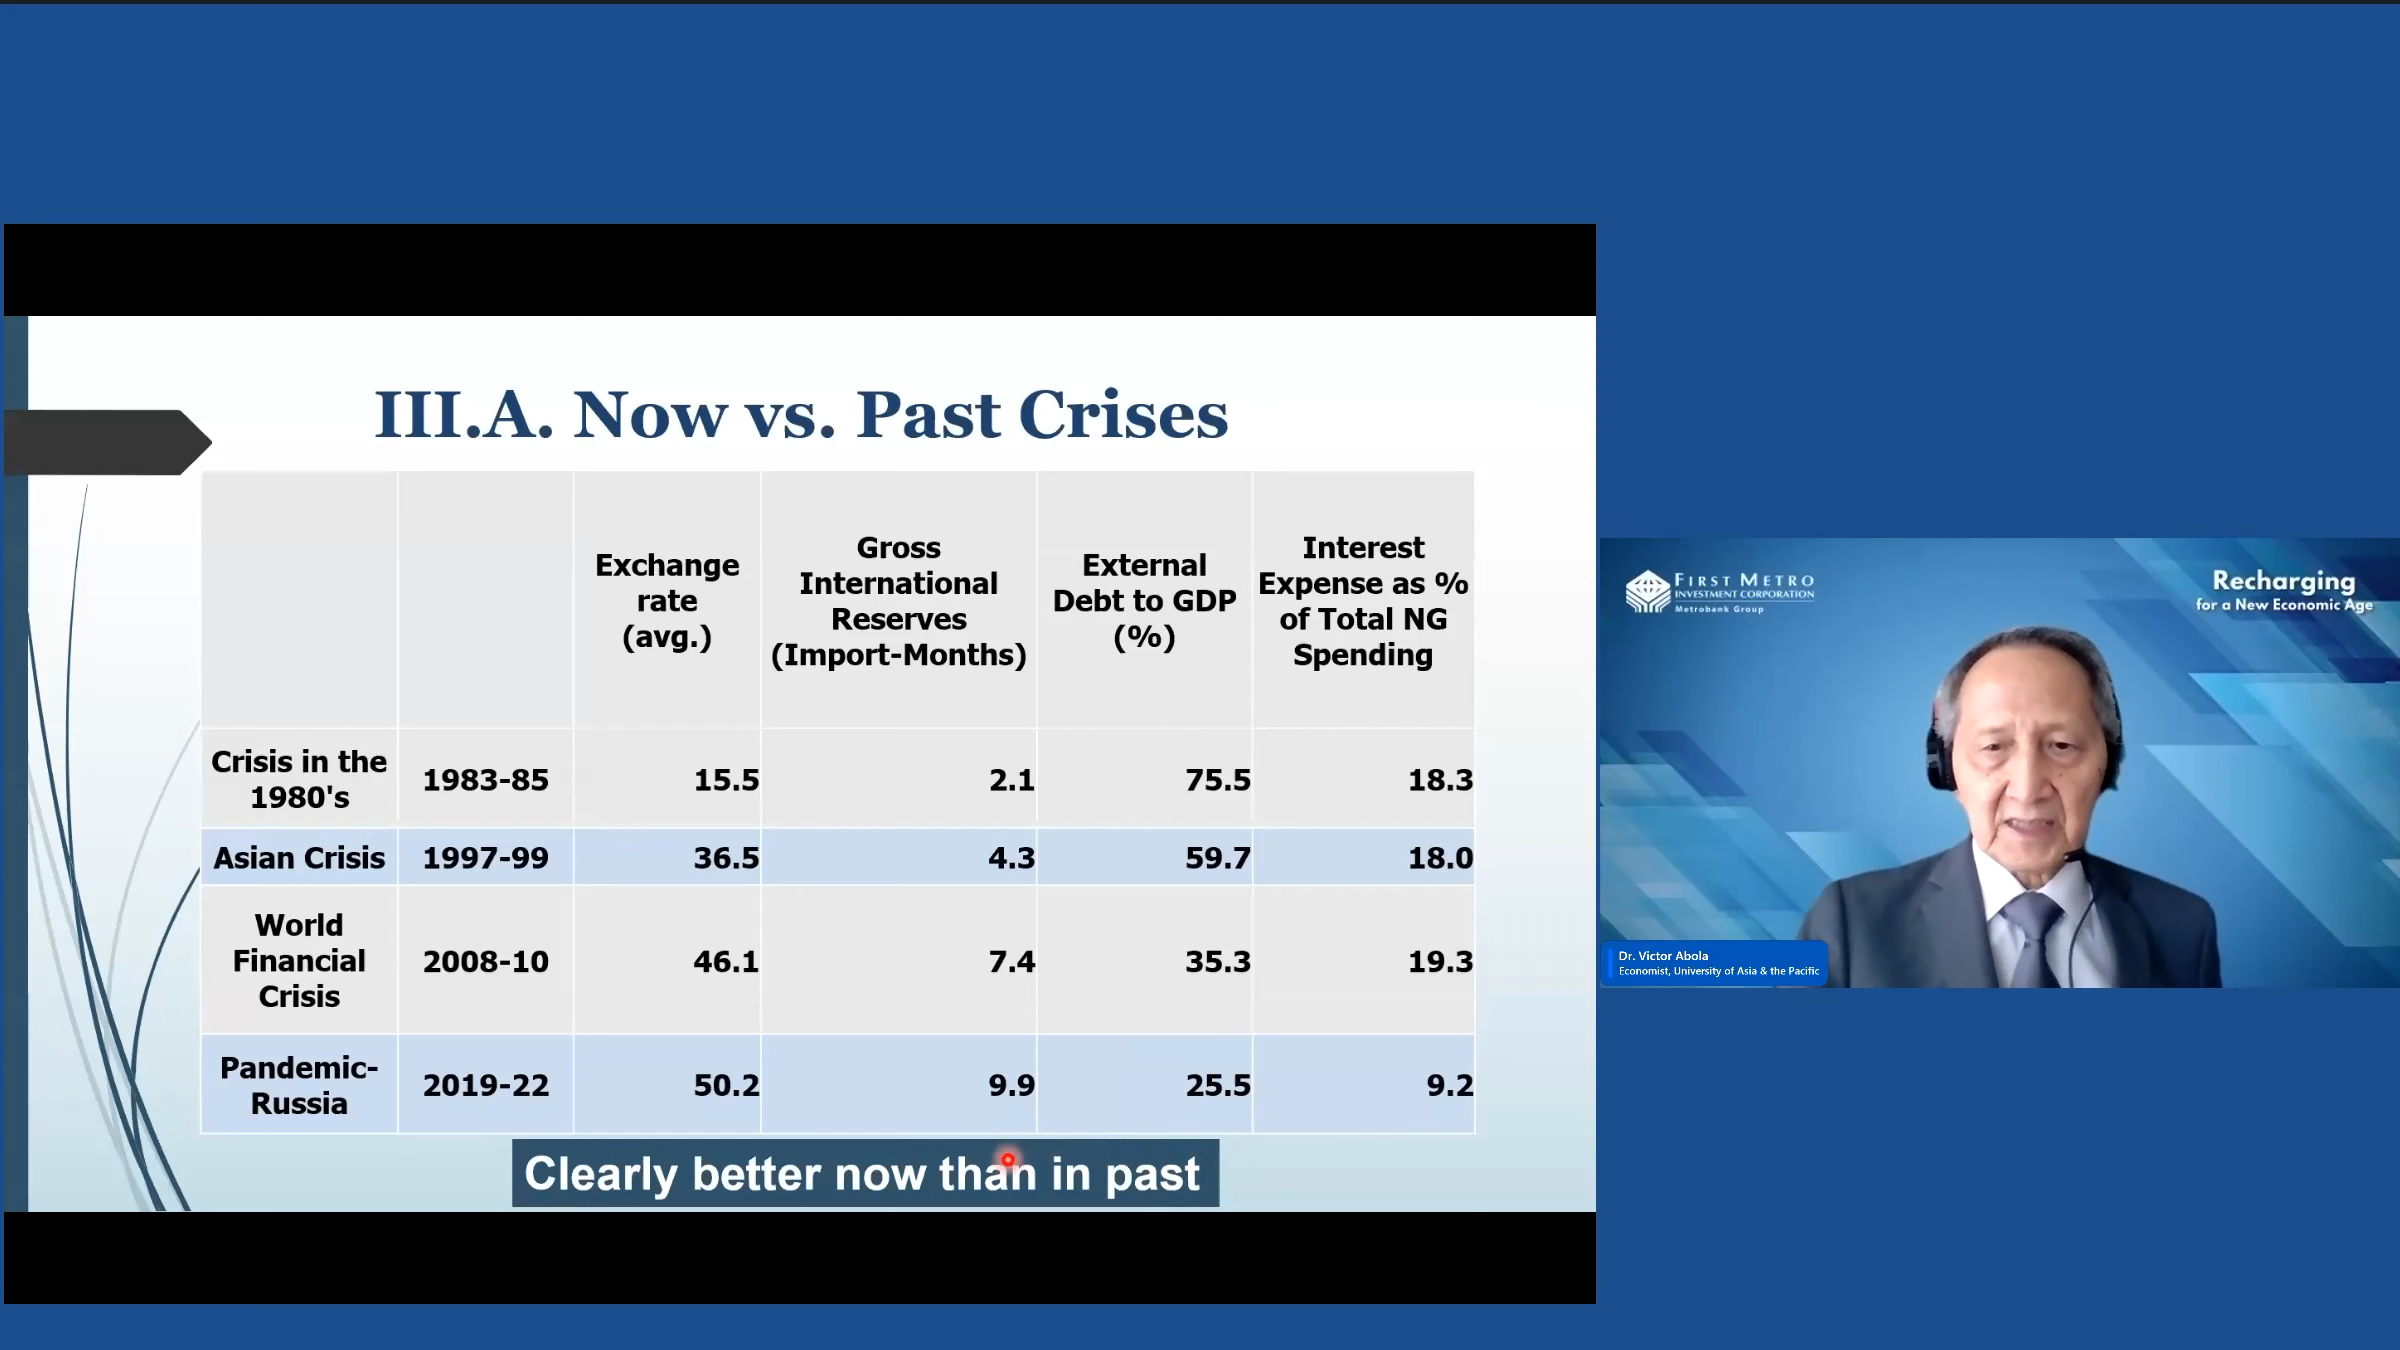 III.A. Now vs. Past Crises
Exchange
rate
(avg.)
Gross
International
Reserves
(Import-Months)
External
Debt to GDP
(%)
Interest
Expense as %
of Total NG
Spending
Crisis in the
1980's
1983-85
15.5
2.1
75.5
18.3
Asian Crisis
1997-99
36.5
4.3
59.7
18.0
World
Financial
Crisis
2008-10
46.1
7.4
35.3
19.3
Pandemic-
Russia
2019-22
50.2
9.9
25.5
9.2
Clearly better now than in past
FIRST METRO
INVESTMENT CORPORATION
Metrobank Group
Recharging
for a New Economic Age
Dr. Victor Abola
Economist, University of Asia & the Pacific